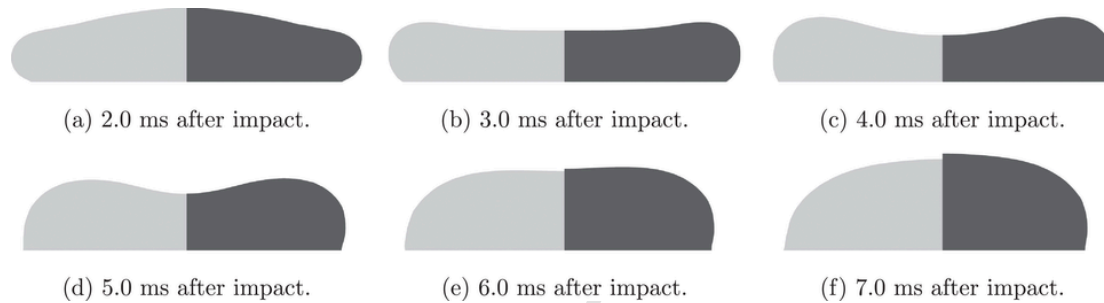 (a) 2.0 ms after impact.
(b) 3.0 ms after impact.
(c) 4.0 ms after impact.
(d) 5.0 ms after impact.
(e) 6.0 ms after impact.
(f) 7.0 ms after impact.